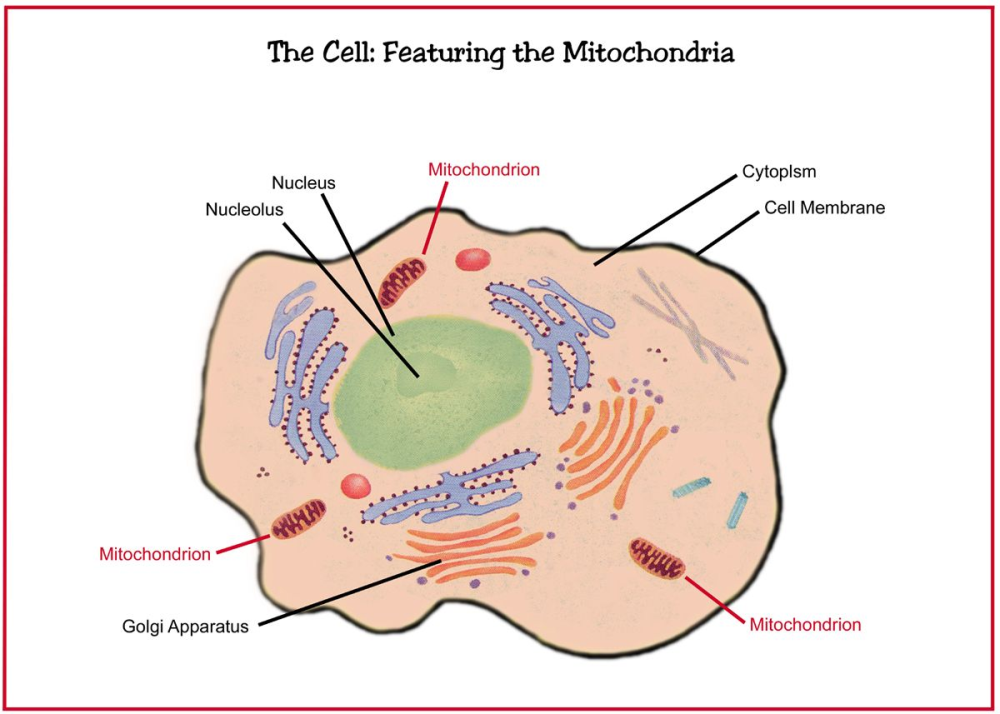 The Cell: Featuring the Mitochondria
Mitochondrion
Nucleus
Nucleolus
Cytoplsm
Cell Membrane
Mitochondrion
Golgi Apparatus
Mitochondrion